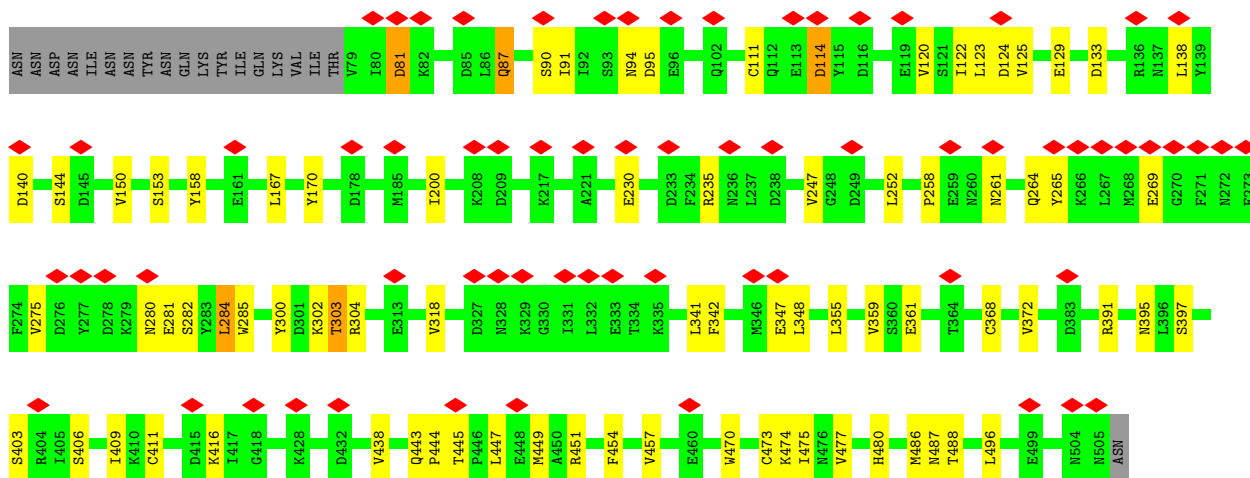 ASN ASN ASP ASN ILE ASN ASN TYR ASN GLN LYS TYR ILE GLN LYS VAL ILE THR V79 I80 D81 K82 D85 L86 Q87 S90 I91 I92 S93 N94 D95 E96 Q102 C111 Q112 E113 D114 Y115 D116 E119 V120 S121 I122 L123 D124 V125 E129 D133 R136 N137 L138 Y139
D140 S144 D145 V150 S153 Y158 E161 L167 Y170 D178 M185 I200 K208 D209 K217 A221 E230 D233 F234 R235 N236 L237 D238 V247 G248 D249 L252 P258 E259 N260 N261 Q264 Y265 K266 L267 M268 E269 G270 F271 N272 E273
F274 V275 D276 Y277 D278 K279 N280 E281 S282 Y283 L284 W285 Y300 D301 K302 T303 R304 E313 V318 D327 N328 K329 G330 I331 L332 E333 T334 K335 L341 F342 M346 E347 L348 L355 V359 S360 E361 T364 C368 V372 D383 R391 N395 L396 S397
S403 R404 I405 S406 I409 K410 C411 D415 K416 I417 G418 K428 D432 V438 Q443 P444 T445 P446 L447 E448 M449 A450 R451 F454 V457 E460 W470 C473 K474 I475 N476 V477 H480 M486 N487 T488 L496 E499 N504 N505 ASN